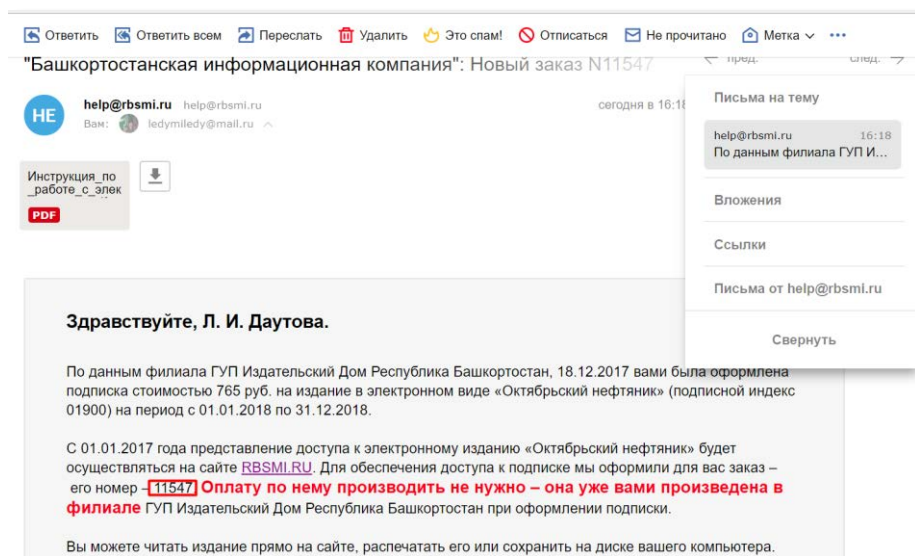 Ответить Ответить всем Переслать Удалить Это спам! Отписаться Не прочитано Метка
"Башкортостанская информационная компания": Новый заказ N11547
пред. след.
НЕ
help@rbsmi.ru help@rbsmi.ru
сегодня в 16:18
Вам: ledymiledy@mail.ru
Инструкция_по
_работе_с_элек
PDF
Письма на тему
help@rbsmi.ru 16:18
По данным филиала ГУП И...
Вложения
Ссылки
Письма от help@rbsmi.ru
Свернуть
Здравствуйте, Л. И. Даутова.
По данным филиала ГУП Издательский Дом Республика Башкортостан, 18.12.2017 вами была оформлена
подписка стоимостью 765 руб. на издание в электронном виде «Октябрьский нефтяник» (подписной индекс
01900) на период с 01.01.2018 по 31.12.2018.
С 01.01.2017 года представление доступа к электронному изданию «Октябрьский нефтяник» будет
осуществляться на сайте RBSMI.RU. Для обеспечения доступа к подписке мы оформили для вас заказ –
его номер – 11547 Оплату по нему производить не нужно – она уже вами произведена в
филиале ГУП Издательский Дом Республика Башкортостан при оформлении подписки.
Вы можете читать издание прямо на сайте, распечатать его или сохранить на диске вашего компьютера.